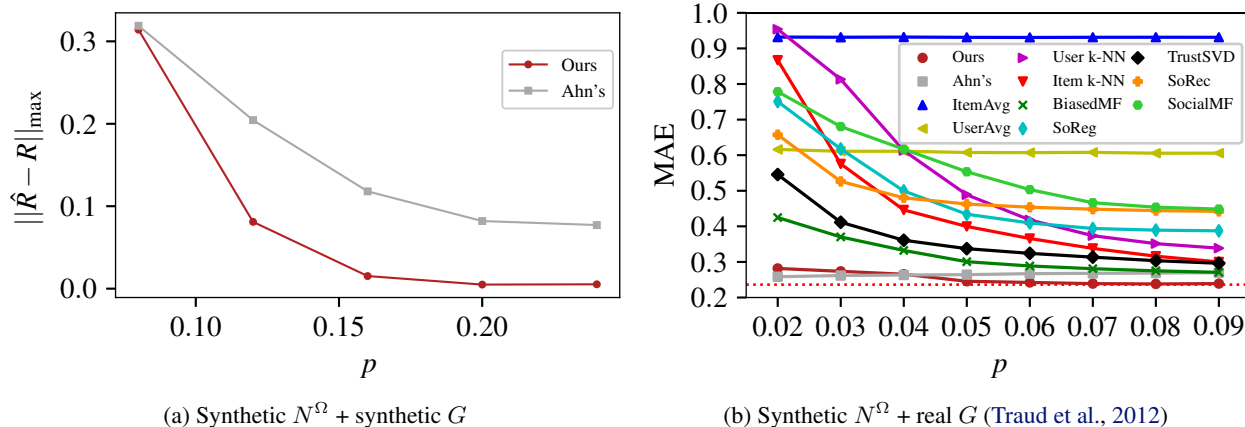 0.3
0.2
0.1
0.0
||R̂ − R||max
0.10 0.15 0.20
p
Ours
Ahn's
(a) Synthetic N^Ω + synthetic G
1.0
0.9
0.8
0.7
0.6
0.5
0.4
0.3
0.2
MAE
Ours
Ahn's
ItemAvg
UserAvg
User k-NN
Item k-NN
BiasedMF
SoReg
TrustSVD
SoRec
SocialMF
0.02 0.03 0.04 0.05 0.06 0.07 0.08 0.09
p
(b) Synthetic N^Ω + real G (Traud et al., 2012)